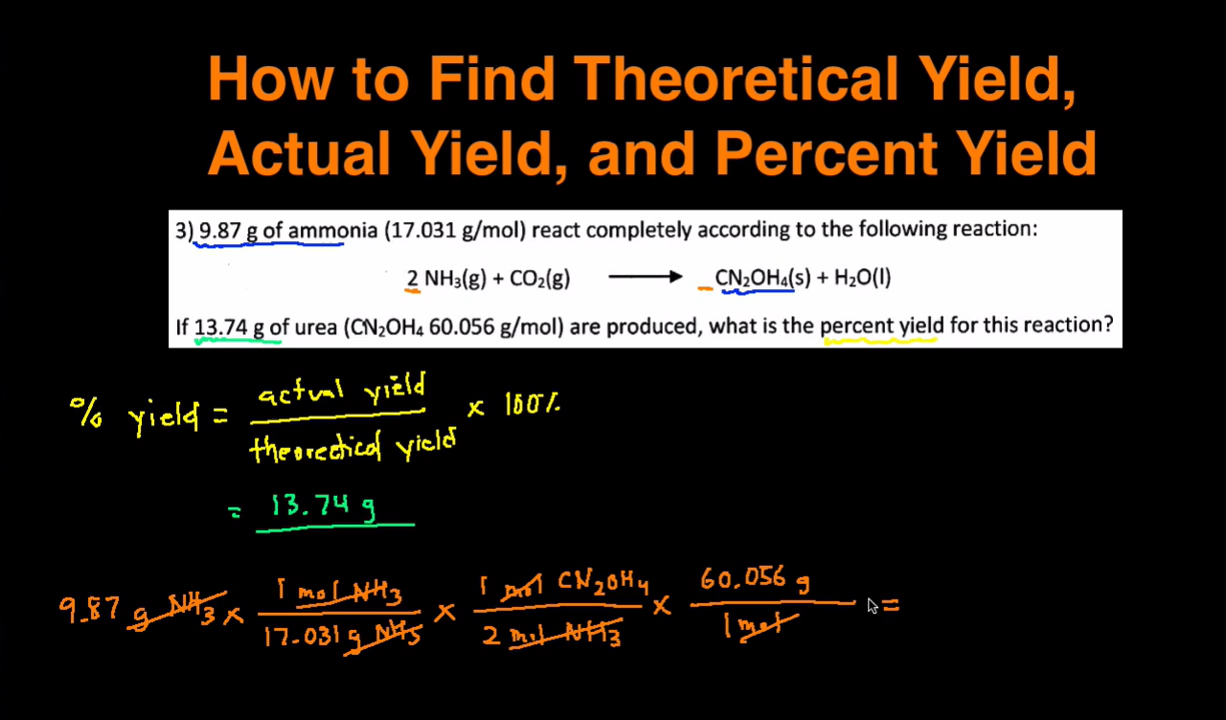 How to Find Theoretical Yield,
Actual Yield, and Percent Yield
3) 9.87 g of ammonia (17.031 g/mol) react completely according to the following reaction:
2 NH₃(g) + CO₂(g) ⟶ _ CN₂OH₄(s) + H₂O(l)
If 13.74 g of urea (CN₂OH₄ 60.056 g/mol) are produced, what is the percent yield for this reaction?
% yield = actual yield / theorectical yield × 100%
= 13.74 g
9.87 g NH₃ × 1 mol NH₃ / 17.031 g NH₃ × 1 mol CN₂OH₄ / 2 mol NH₃ × 60.056 g / 1 mol =